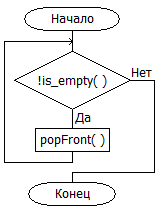 Начало
!is_empty( )
Нет
Да
popFront( )
Конец